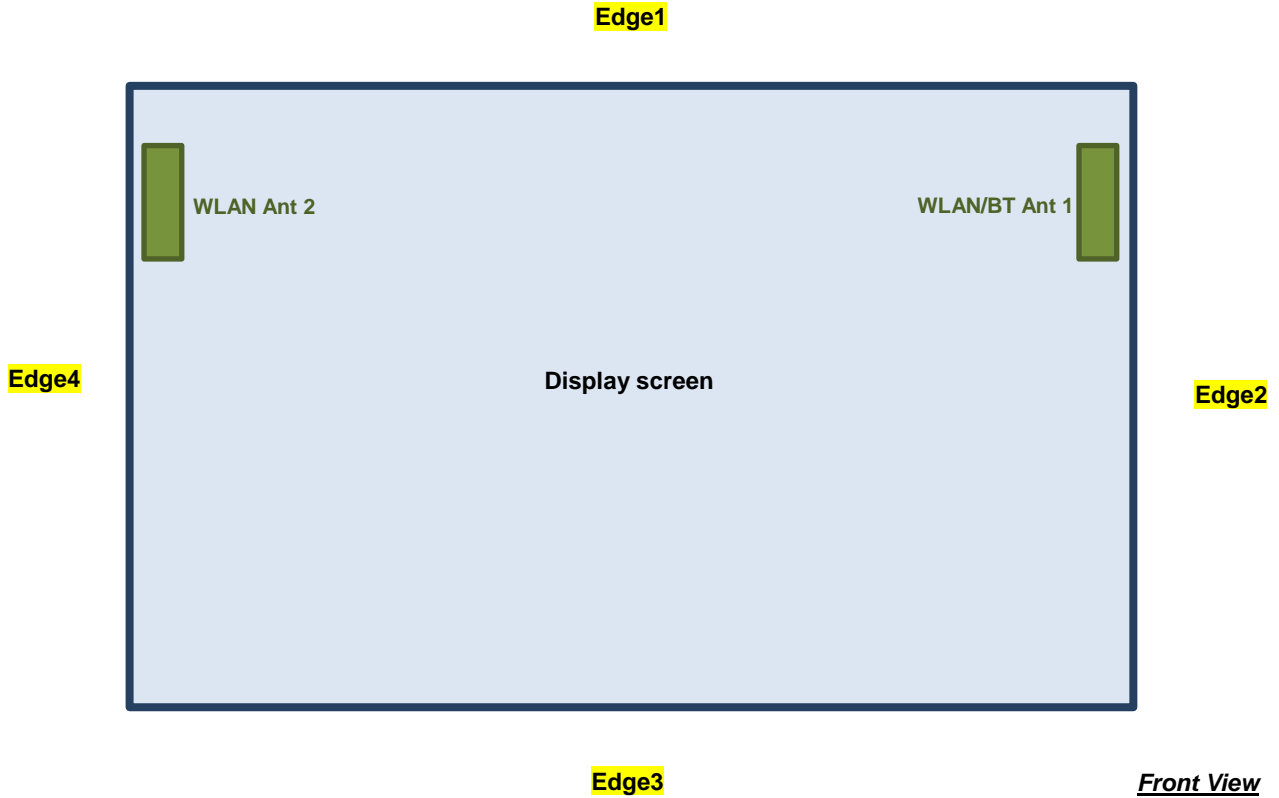 Edge1
WLAN Ant 2
WLAN/BT Ant 1
Edge4
Display screen
Edge2
Edge3
Front View